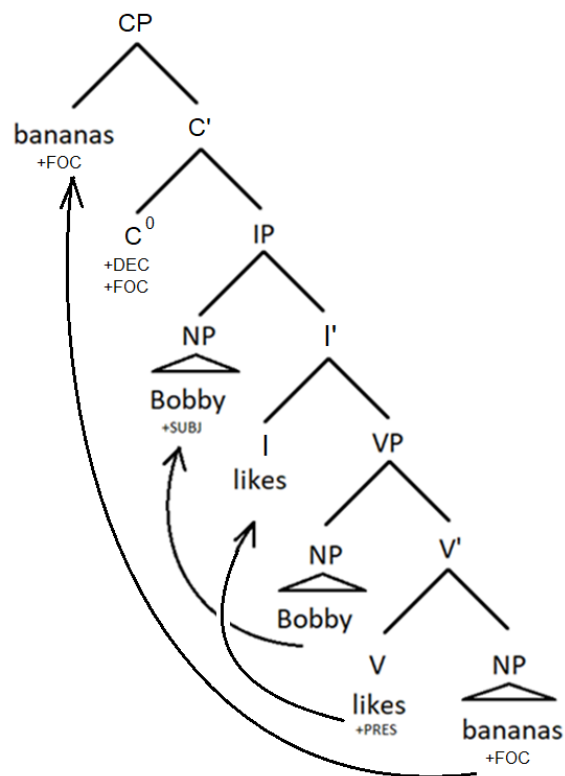 CP
bananas
+FOC
C'
C⁰
+DEC
+FOC
IP
NP
Bobby
+SUBJ
I'
I
likes
VP
NP
Bobby
V'
V
likes
+PRES
NP
bananas
+FOC